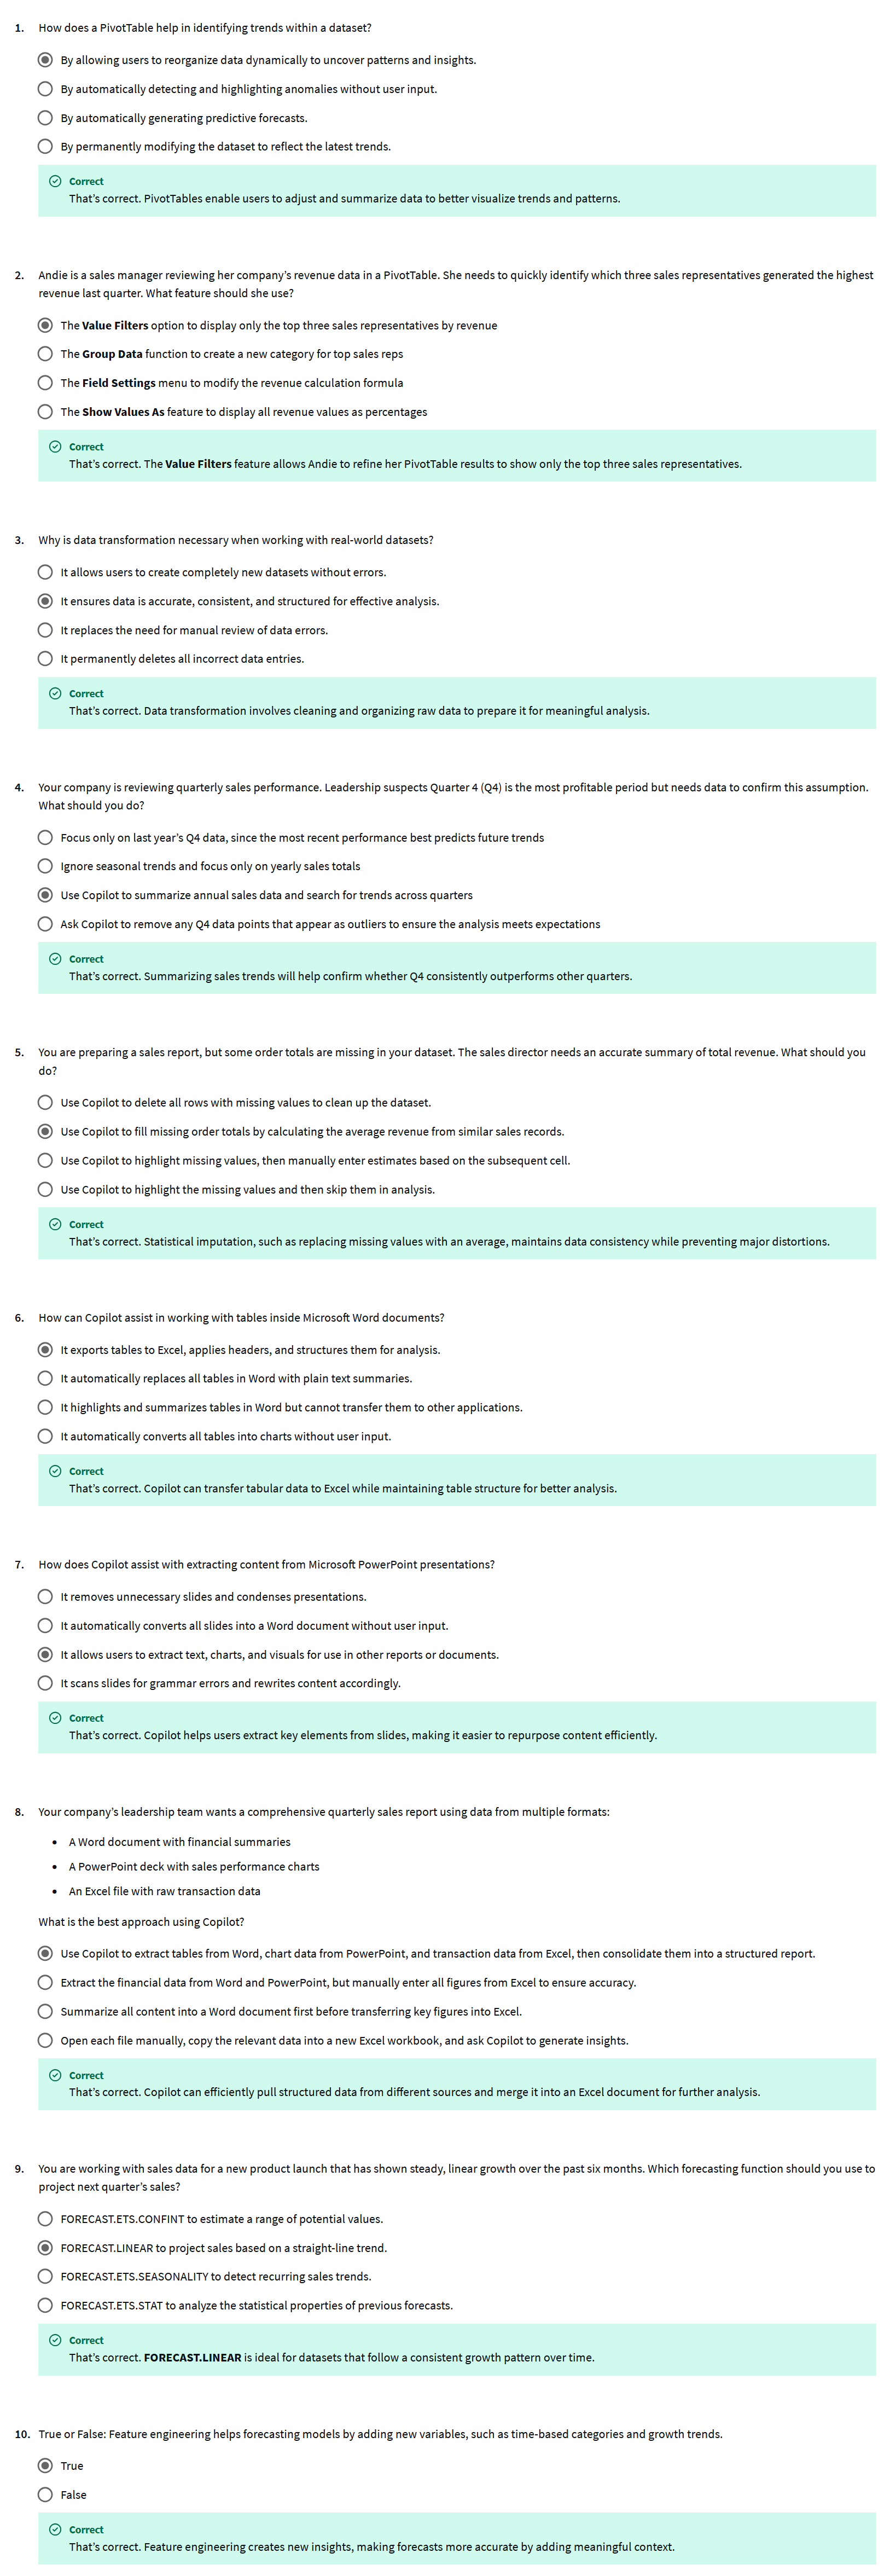 1. How does a PivotTable help in identifying trends within a dataset?
By allowing users to reorganize data dynamically to uncover patterns and insights.
By automatically detecting and highlighting anomalies without user input.
By automatically generating predictive forecasts.
By permanently modifying the dataset to reflect the latest trends.
Correct
That's correct. PivotTables enable users to adjust and summarize data to better visualize trends and patterns.
2. Andie is a sales manager reviewing her company's revenue data in a PivotTable. She needs to quickly identify which three sales representatives generated the highest
revenue last quarter. What feature should she use?
The Value Filters option to display only the top three sales representatives by revenue
The Group Data function to create a new category for top sales reps
The Field Settings menu to modify the revenue calculation formula
The Show Values As feature to display all revenue values as percentages
Correct
That's correct. The Value Filters feature allows Andie to refine her PivotTable results to show only the top three sales representatives.
3. Why is data transformation necessary when working with real-world datasets?
It allows users to create completely new datasets without errors.
It ensures data is accurate, consistent, and structured for effective analysis.
It replaces the need for manual review of data errors.
It permanently deletes all incorrect data entries.
Correct
That's correct. Data transformation involves cleaning and organizing raw data to prepare it for meaningful analysis.
4. Your company is reviewing quarterly sales performance. Leadership suspects Quarter 4 (Q4) is the most profitable period but needs data to confirm this assumption.
What should you do?
Focus only on last year's Q4 data, since the most recent performance best predicts future trends
Ignore seasonal trends and focus only on yearly sales totals
Use Copilot to summarize annual sales data and search for trends across quarters
Ask Copilot to remove any Q4 data points that appear as outliers to ensure the analysis meets expectations
Correct
That's correct. Summarizing sales trends will help confirm whether Q4 consistently outperforms other quarters.
5. You are preparing a sales report, but some order totals are missing in your dataset. The sales director needs an accurate summary of total revenue. What should you
do?
Use Copilot to delete all rows with missing values to clean up the dataset.
Use Copilot to fill missing order totals by calculating the average revenue from similar sales records.
Use Copilot to highlight missing values, then manually enter estimates based on the subsequent cell.
Use Copilot to highlight the missing values and then skip them in analysis.
Correct
That's correct. Statistical imputation, such as replacing missing values with an average, maintains data consistency while preventing major distortions.
6. How can Copilot assist in working with tables inside Microsoft Word documents?
It exports tables to Excel, applies headers, and structures them for analysis.
It automatically replaces all tables in Word with plain text summaries.
It highlights and summarizes tables in Word but cannot transfer them to other applications.
It automatically converts all tables into charts without user input.
Correct
That's correct. Copilot can transfer tabular data to Excel while maintaining table structure for better analysis.
7. How does Copilot assist with extracting content from Microsoft PowerPoint presentations?
It removes unnecessary slides and condenses presentations.
It automatically converts all slides into a Word document without user input.
It allows users to extract text, charts, and visuals for use in other reports or documents.
It scans slides for grammar errors and rewrites content accordingly.
Correct
That's correct. Copilot helps users extract key elements from slides, making it easier to repurpose content efficiently.
8. Your company's leadership team wants a comprehensive quarterly sales report using data from multiple formats:
• A Word document with financial summaries
• A PowerPoint deck with sales performance charts
• An Excel file with raw transaction data
What is the best approach using Copilot?
Use Copilot to extract tables from Word, chart data from PowerPoint, and transaction data from Excel, then consolidate them into a structured report.
Extract the financial data from Word and PowerPoint, but manually enter all figures from Excel to ensure accuracy.
Summarize all content into a Word document first before transferring key figures into Excel.
Open each file manually, copy the relevant data into a new Excel workbook, and ask Copilot to generate insights.
Correct
That's correct. Copilot can efficiently pull structured data from different sources and merge it into an Excel document for further analysis.
9. You are working with sales data for a new product launch that has shown steady, linear growth over the past six months. Which forecasting function should you use to
project next quarter's sales?
FORECAST.ETS.CONFINT to estimate a range of potential values.
FORECAST.LINEAR to project sales based on a straight-line trend.
FORECAST.ETS.SEASONALITY to detect recurring sales trends.
FORECAST.ETS.STAT to analyze the statistical properties of previous forecasts.
Correct
That's correct. FORECAST.LINEAR is ideal for datasets that follow a consistent growth pattern over time.
10. True or False: Feature engineering helps forecasting models by adding new variables, such as time-based categories and growth trends.
True
False
Correct
That's correct. Feature engineering creates new insights, making forecasts more accurate by adding meaningful context.